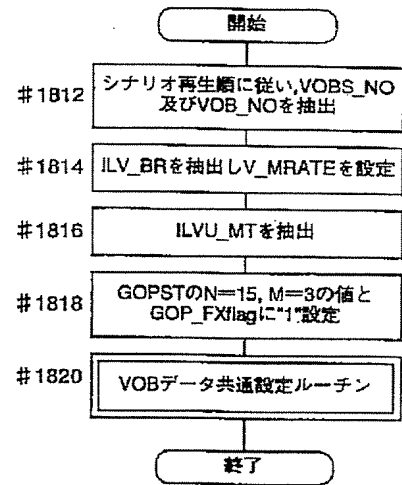 開始
#1812
シナリオ再生順に従い,VOBS_NO
及びVOB_NOを抽出
#1814
ILV_BRを抽出しV_MRATEを設定
#1816
ILVU_MTを抽出
#1818
GOPSTのN=15, M=3の値と
GOP_FXflagに"1"設定
#1820
VOBデータ共通設定ルーチン
終了